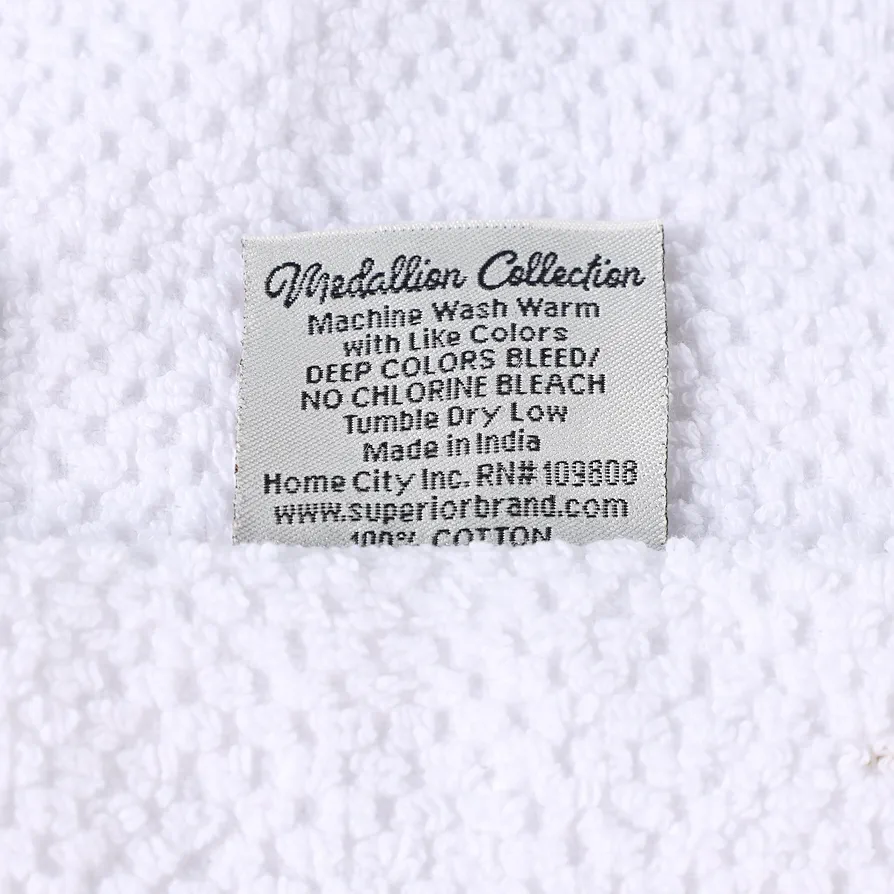 Medallion Collection
Machine Wash Warm
with Like Colors
DEEP COLORS BLEED/
NO CHLORINE BLEACH
Tumble Dry Low
Made in India
Home City Inc. RN# 109808
www.superiorbrand.com
100% COTTON